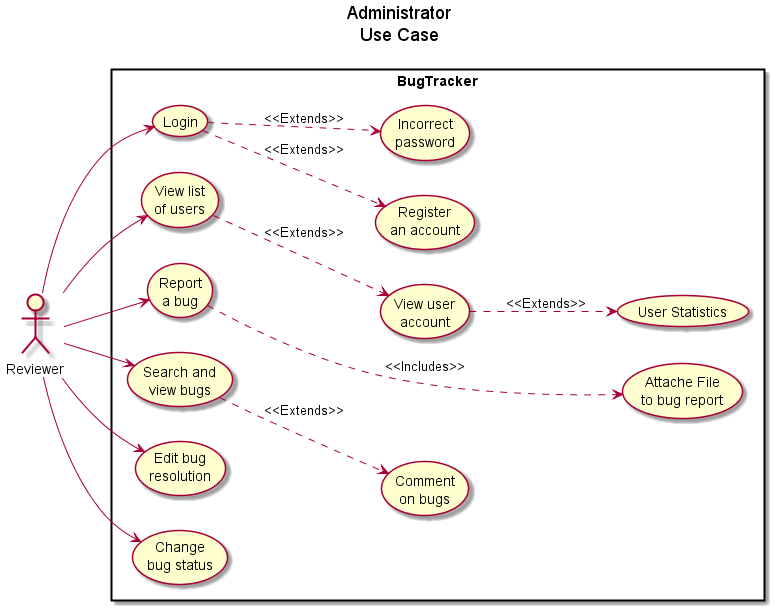 Administrator
Use Case
BugTracker
Login
<<Extends>>
Incorrect
password
<<Extends>>
View list
of users
Register
an account
<<Extends>>
Report
a bug
View user
account
<<Extends>>
User Statistics
Reviewer
Search and
view bugs
<<Includes>>
Attache File
to bug report
<<Extends>>
Edit bug
resolution
Comment
on bugs
Change
bug status